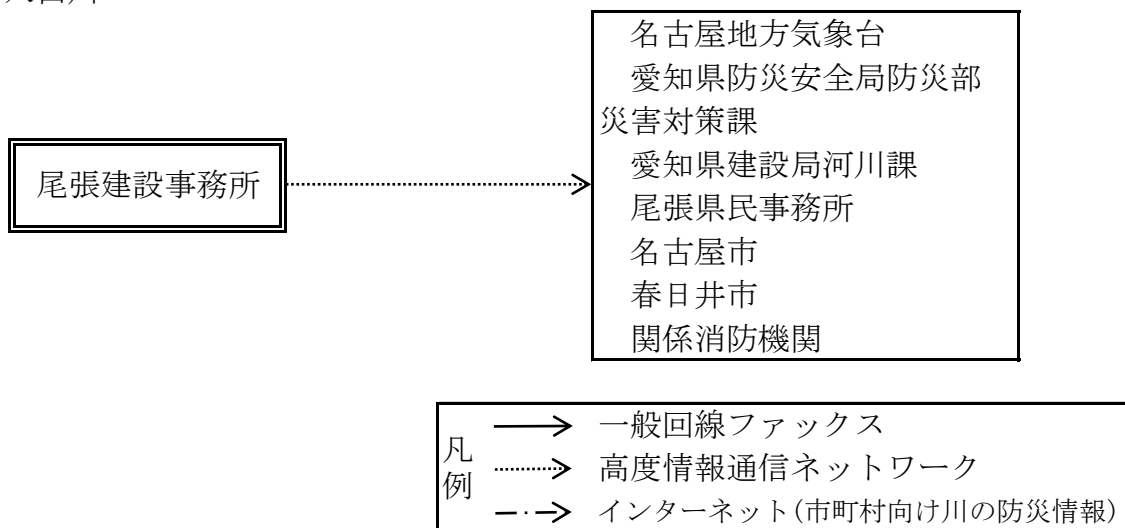 名古屋地方気象台
愛知県防災安全局防災部
災害対策課
愛知県建設局河川課
尾張県民事務所
名古屋市
春日井市
関係消防機関
尾張建設事務所
凡例
一般回線ファックス
高度情報通信ネットワーク
インターネット(市町村向け川の防災情報)